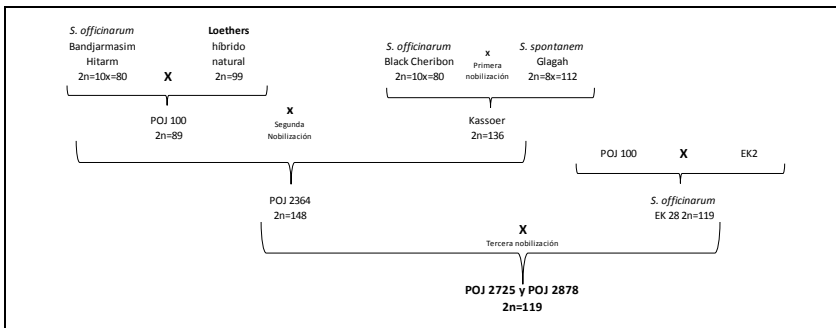 S. officinarum
Bandjarmasim
Hitarm
2n=10x=80
X
Loethers
híbrido
natural
2n=99
S. officinarum
Black Cheribon
2n=10x=80
x
Primera
nobilización
S. spontanem
Glagah
2n=8x=112
POJ 100
2n=89
x
Segunda
Nobilización
Kassoer
2n=136
POJ 100 X EK2
POJ 2364
2n=148
S. officinarum
EK 28 2n=119
X
Tercera nobilización
POJ 2725 y POJ 2878
2n=119